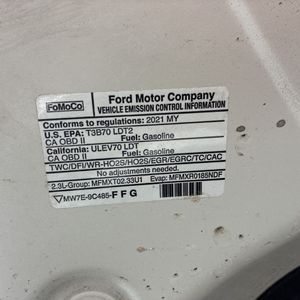 FoMoCo
Ford Motor Company
VEHICLE EMISSION CONTROL INFORMATION
Conforms to regulations: 2021 MY
U.S. EPA: T3B70 LDT2
CA OBD II Fuel: Gasoline
California: ULEV70 LDT
CA OBD II Fuel: Gasoline
TWC/DFI/WR-HO2S/HO2S/EGR/EGRC/TC/CAC
No adjustments needed.
2.3L-Group: MFMXT02.33U1 Evap: MFMXR0185NDF
MW7E-9C485-F F G